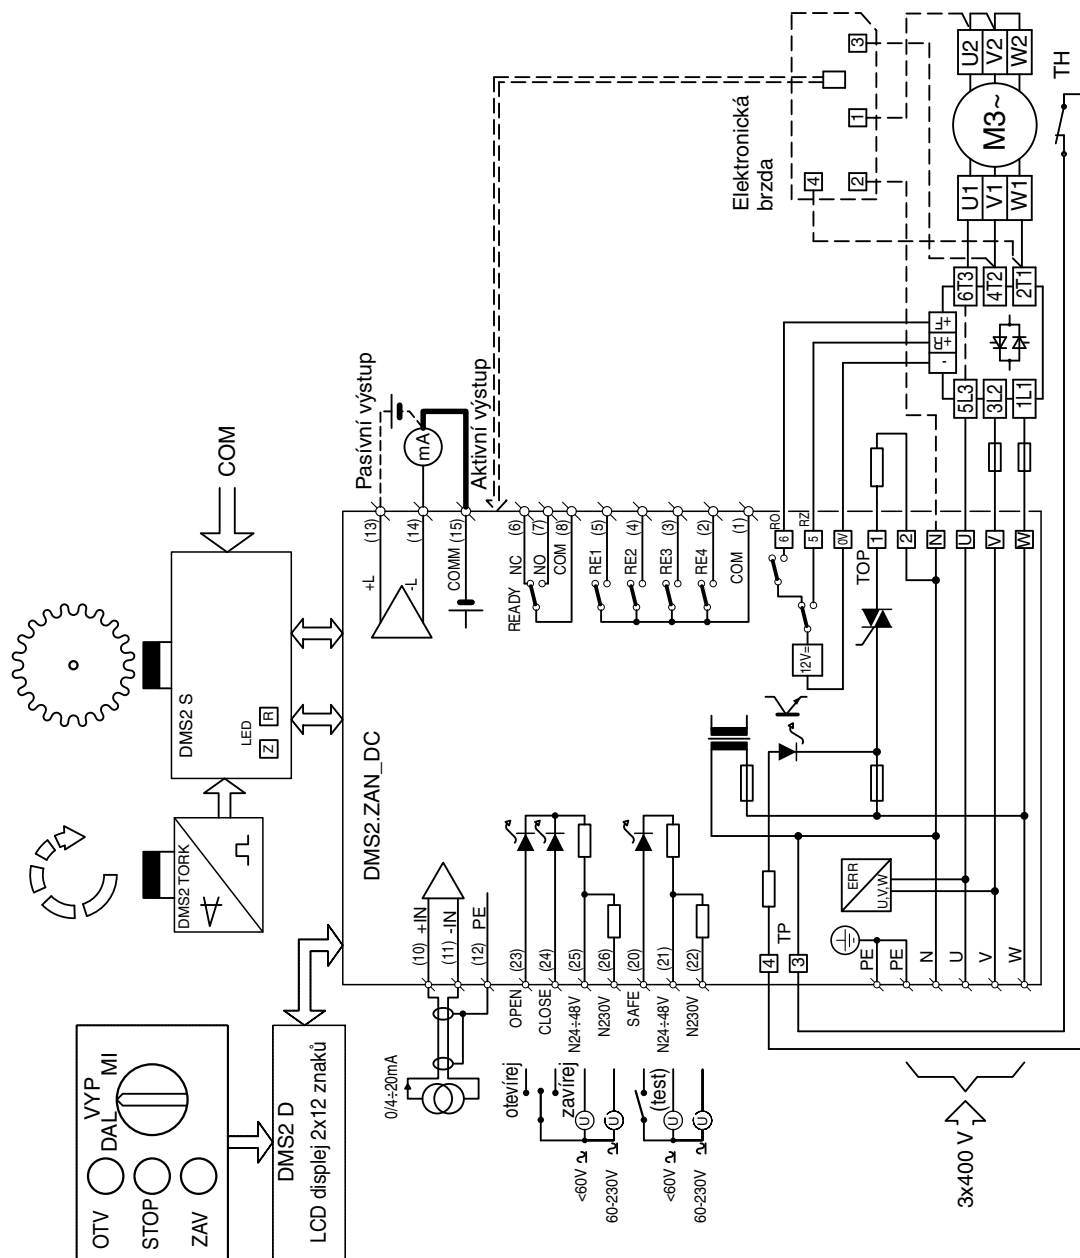 OTV
STOP
ZAV
DAL
VYP
MI
DMS2 D
LCD displej 2x12 znaků
DMS2 TORK
DMS2 S
LED
Z
R
COM
DMS2.ZAN_DC
0/4÷20mA
(10) +IN
(11) -IN
(12) PE
OPEN (23)
CLOSE (24)
N24÷48V (25)
N230V (26)
SAFE (20)
N24÷48V (21)
N230V (22)
otevírej
zavírej
U
U
<60V
60-230V
(test)
U
U
<60V
60-230V
4
3
TP
PE
PE
N
U
V
W
ERR
U,V,W
3x400 V
+L
-L
(13)
(14)
COMM (15)
Pasívní výstup
mA
Aktivní výstup
READY
NC (6)
NO (7)
COM (8)
RE1 (5)
RE2 (4)
RE3 (3)
RE4 (2)
COM (1)
12V=
RO
6
RZ
5
0V
TOP
1
2
N
U
V
W
5L3
3L2
1L1
-
+R
+F
6T3
4T2
2T1
U1
V1
W1
M3~
U2
V2
W2
TH
Elektronická
brzda
4
2
1
3